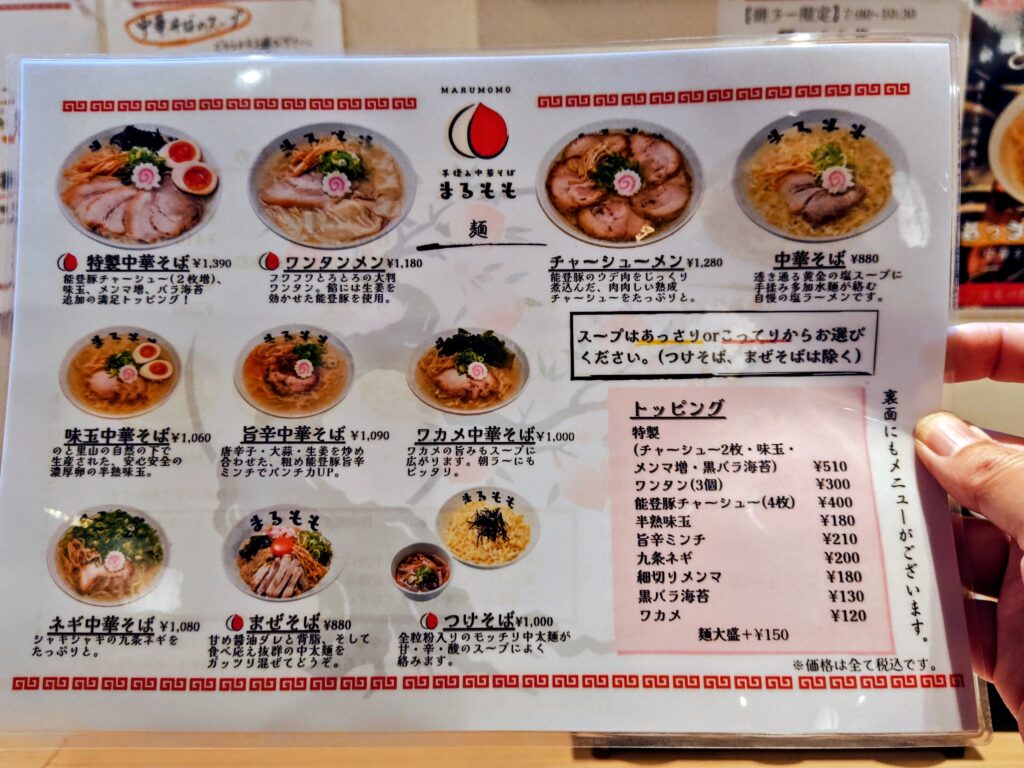 中華そばのスープ
【朝ラー限定】7:00~10:30
MARUMOMO
手揉み中華そば
まるもも
麺
特製中華そば ¥1,390
能登豚チャーシュー(2枚増)、
味玉、メンマ増、バラ海苔
追加の満足トッピング！
ワンタンメン ¥1,180
フワフワとろとろの大判
ワンタン。餡には生姜を
効かせた能登豚を使用。
チャーシューメン ¥1,280
能登豚のウデ肉をじっくり
煮込んだ、肉肉しい熟成
チャーシューをたっぷりと。
中華そば ¥880
透き通る黄金の塩スープに
手揉み多加水麺が絡む
自慢の塩ラーメンです。
スープはあっさりorこってりからお選び
ください。(つけそば、まぜそばは除く)
味玉中華そば ¥1,060
のと里山の自然の下で
生産された、安心安全の
濃厚卵の半熟味玉。
旨辛中華そば ¥1,090
唐辛子・大蒜・生姜を炒め
合わせた、粗め能登豚旨辛
ミンチでパンチ力UP。
ワカメ中華そば ¥1,000
ワカメの旨みもスープに
広がります。朝ラーにも
ピッタリ。
ネギ中華そば ¥1,080
シャキシャキの九条ネギを
たっぷりと。
まぜそば ¥880
甘め醤油ダレと背脂、そして
食べ応え抜群の中太麺を
ガッツリ混ぜてどうぞ。
つけそば ¥1,000
全粒粉入りのモッチリ中太麺が
甘・辛・酸のスープによく
絡みます。
トッピング
特製
(チャーシュー2枚・味玉・
メンマ増・黒バラ海苔) ¥510
ワンタン(3個) ¥300
能登豚チャーシュー(4枚) ¥400
半熟味玉 ¥180
旨辛ミンチ ¥210
九条ネギ ¥200
細切りメンマ ¥180
黒バラ海苔 ¥130
ワカメ ¥120
麺大盛+¥150
裏面にもメニューがございます。
※価格は全て税込です。